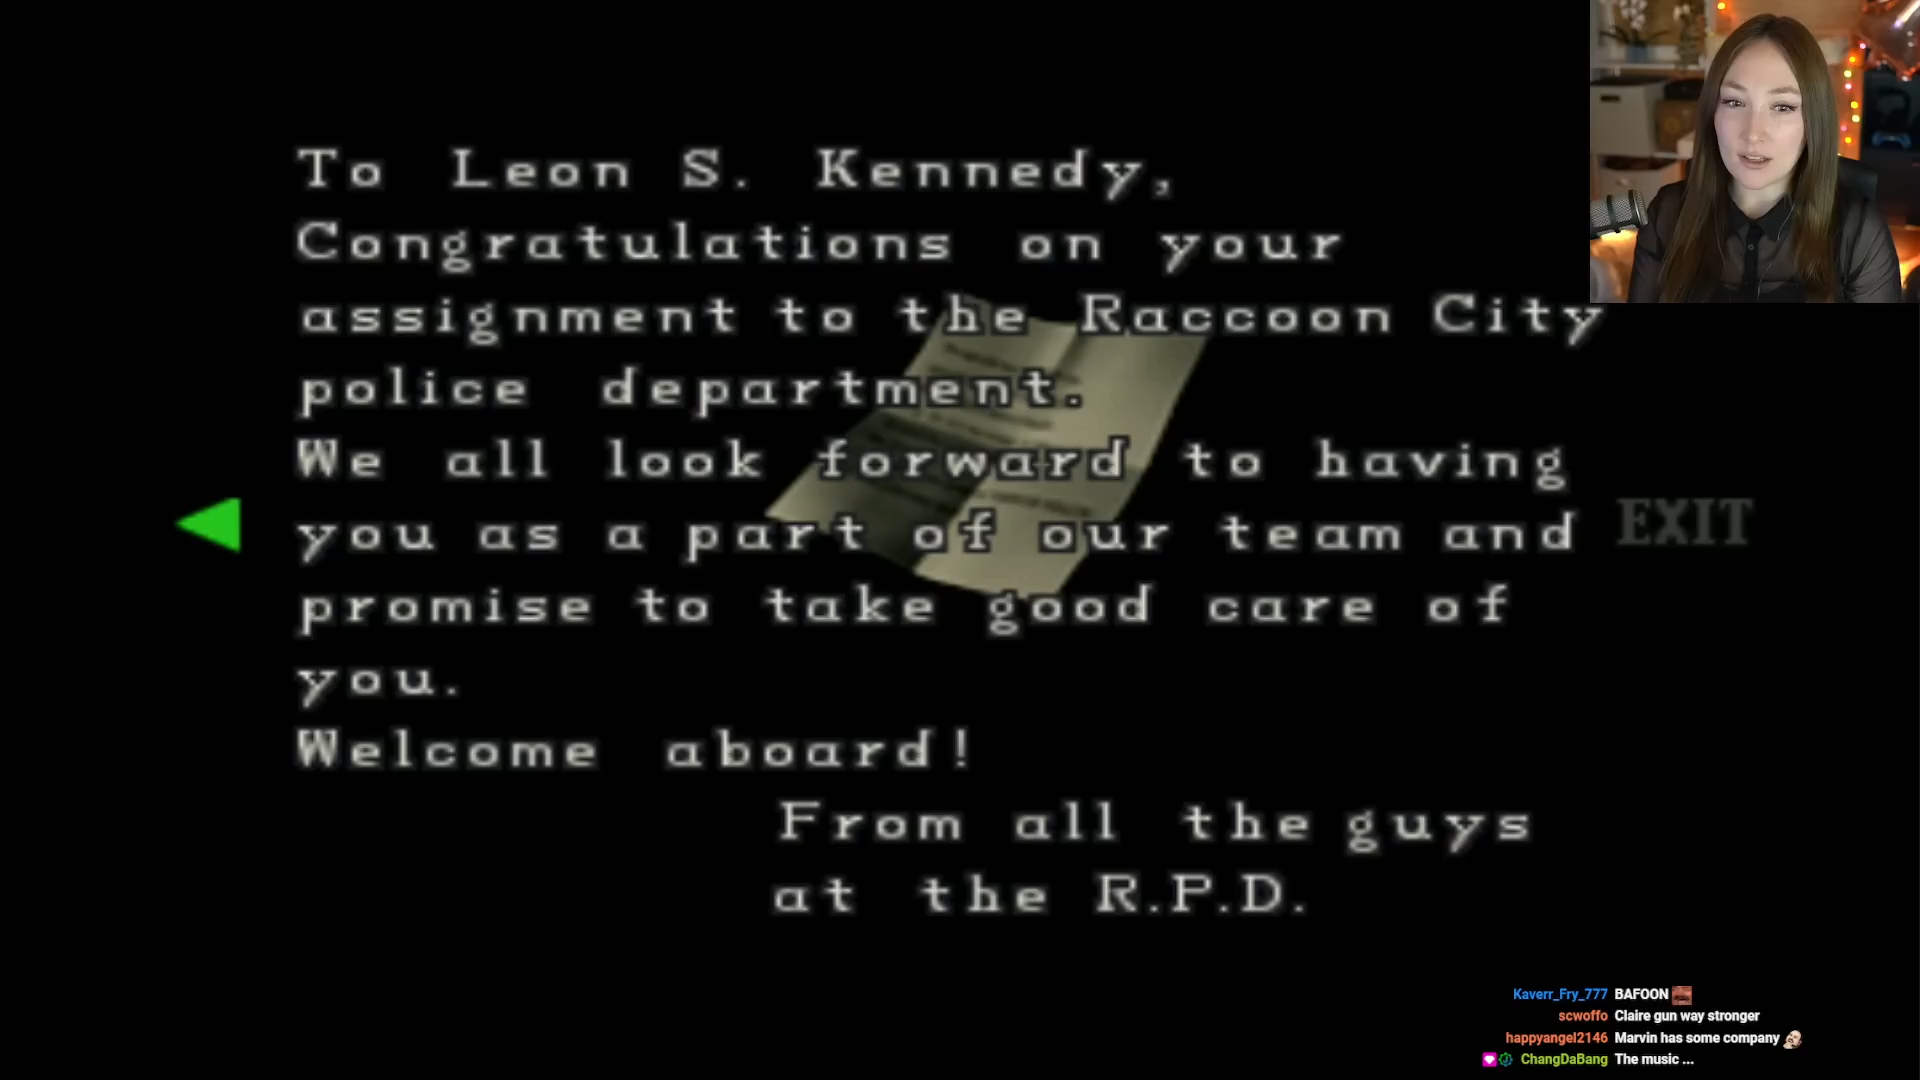 To Leon S. Kennedy,
Congratulations on your
assignment to the Raccoon City
police department.
We all look forward to having
you as a part of our team and
promise to take good care of
you.
Welcome aboard!
From all the guys
at the R.P.D.
EXIT
Kaverr_Fry_777 BAFOON
scwoffo Claire gun way stronger
happyangel2146 Marvin has some company
ChangDaBang The music ...